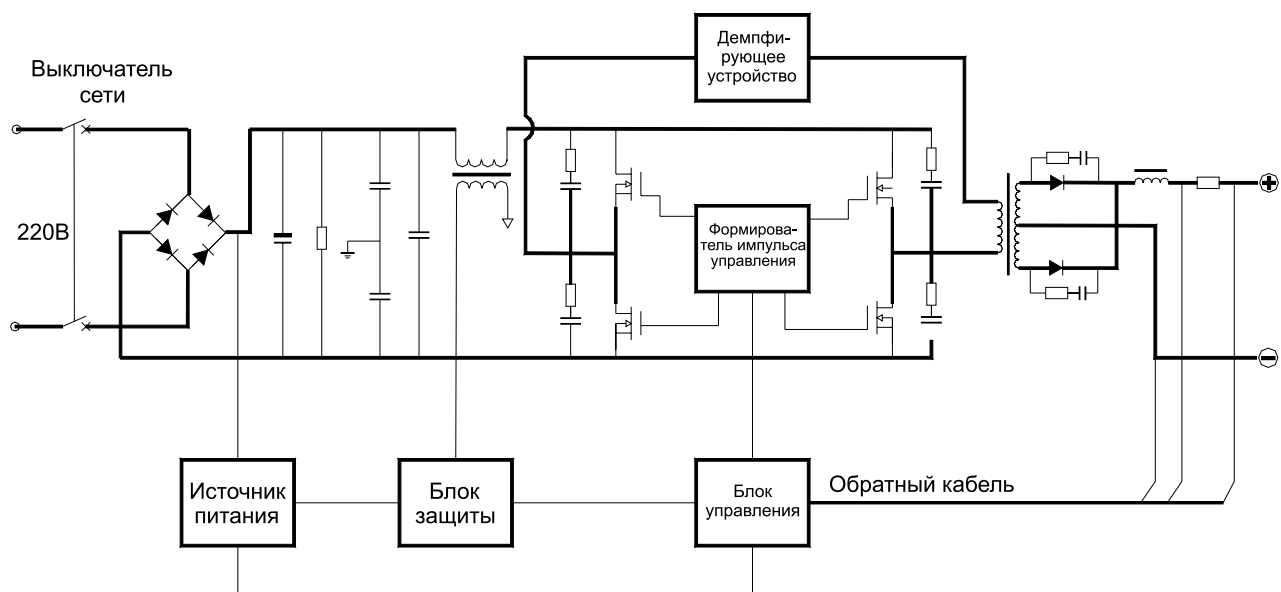 Демпфи-
рующее
устройство
Выключатель
сети
220В
Формирова-
тель импульса
управления
Источник
питания
Блок
защиты
Блок
управления
Обратный кабель